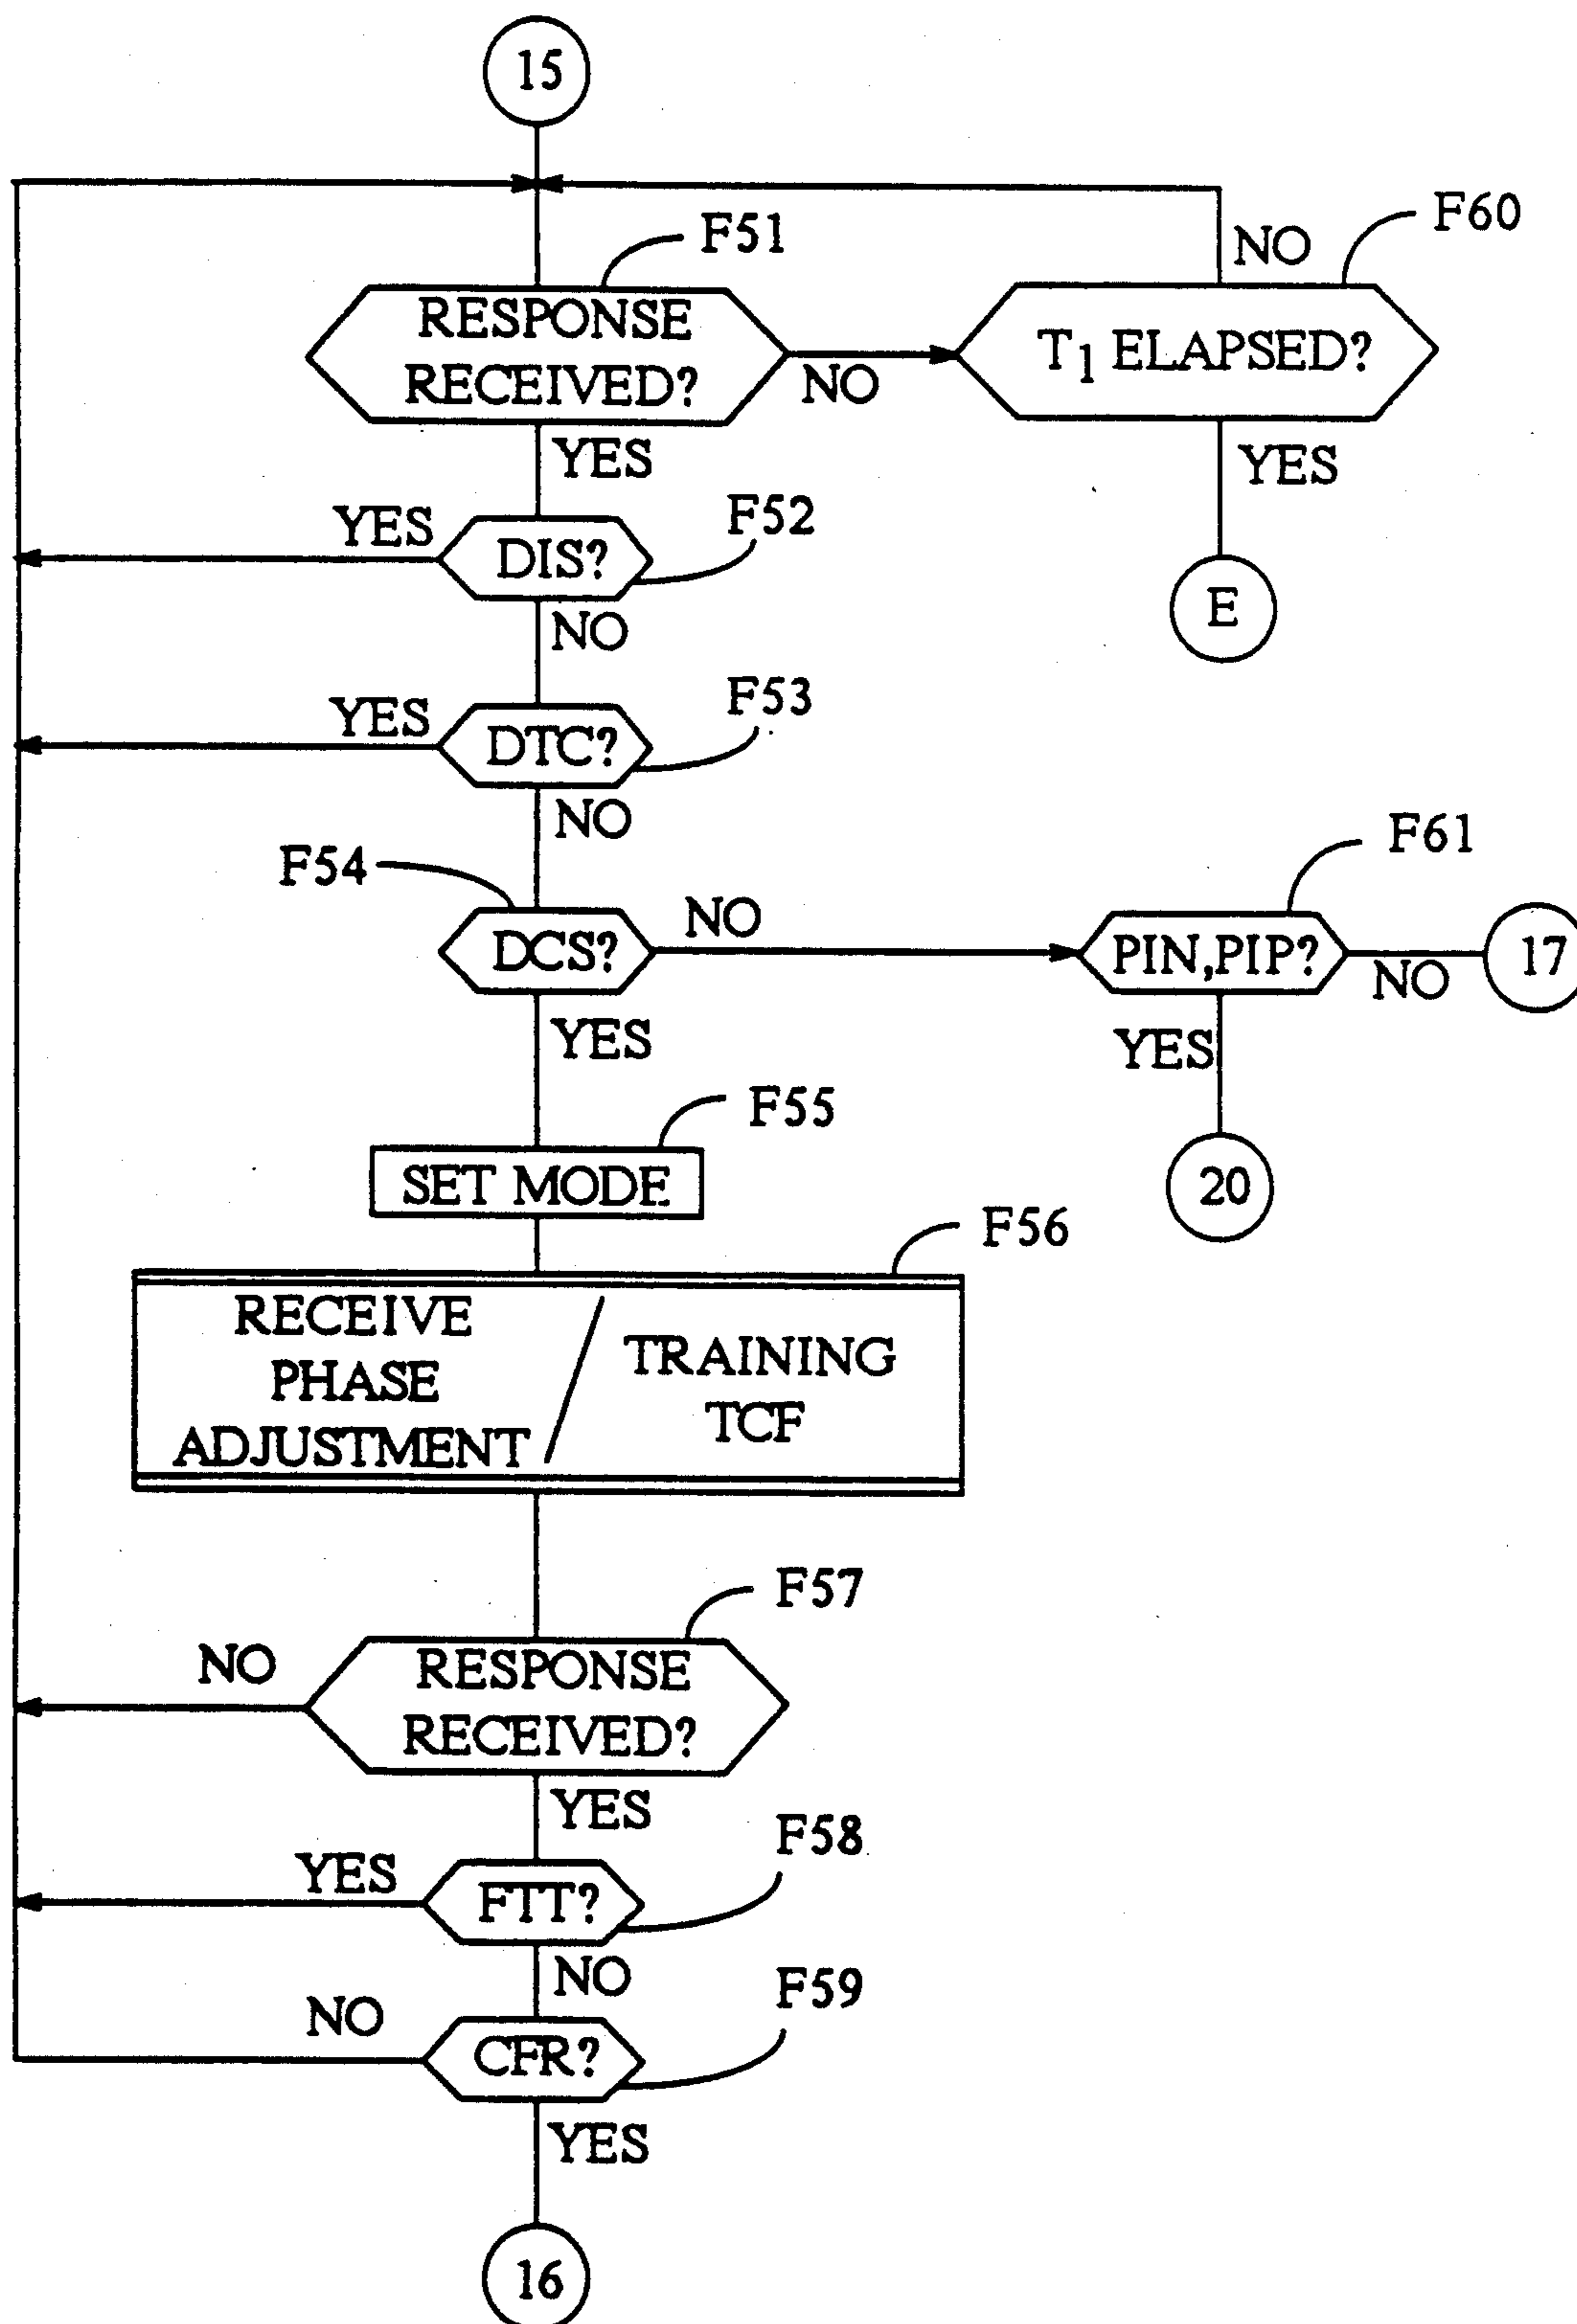 15
F51
F60
NO
RESPONSE
RECEIVED?
NO
T1 ELAPSED?
YES
YES
YES
DIS?
F52
E
NO
YES
DTC?
F53
NO
F54
F61
DCS?
NO
PIN,PIP?
NO
17
YES
YES
F55
SET MODE
20
F56
RECEIVE
PHASE
ADJUSTMENT
/
TRAINING
TCF
F57
NO
RESPONSE
RECEIVED?
YES
F58
YES
FTT?
NO
F59
NO
CFR?
YES
16